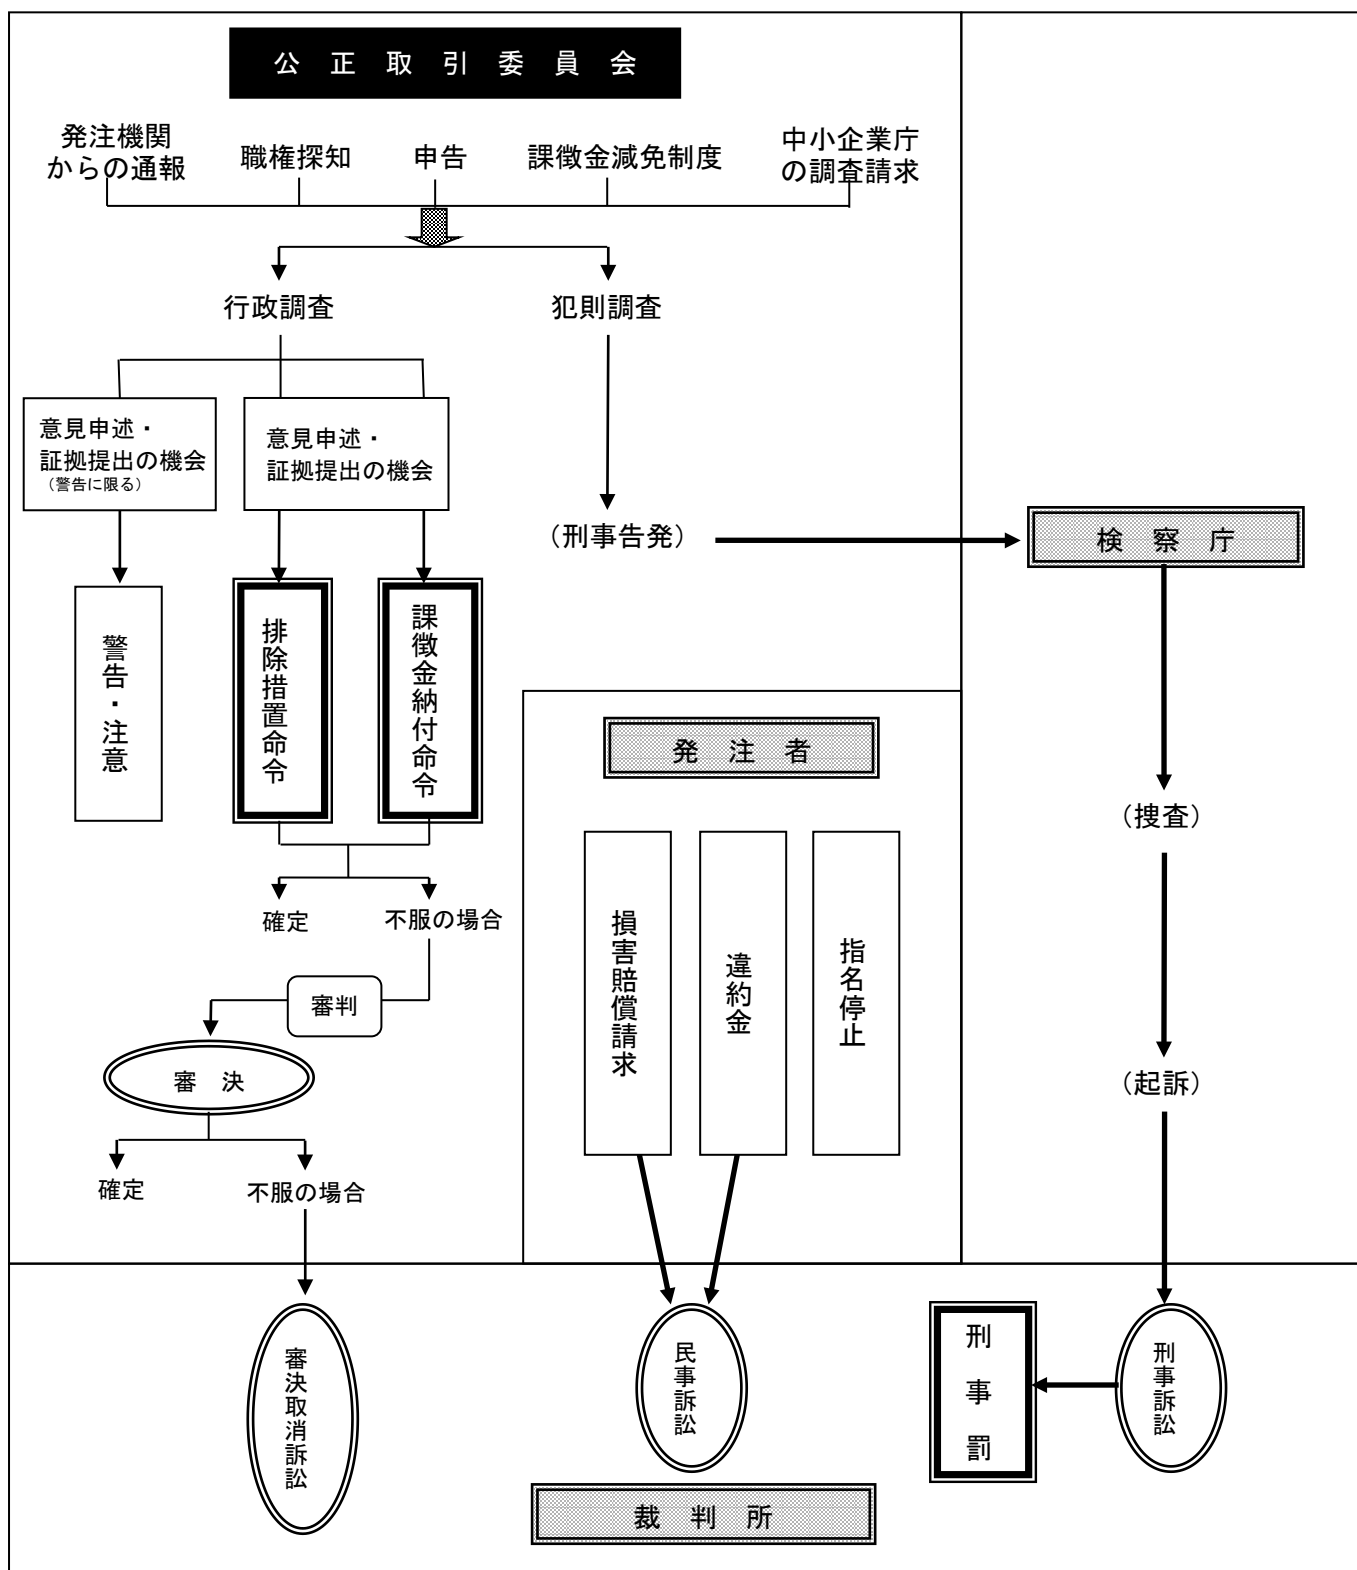 公正取引委員会
発注機関
からの通報
職権探知
申告
課徴金減免制度
中小企業庁
の調査請求
行政調査
犯則調査
意見申述・
証拠提出の機会
（警告に限る）
意見申述・
証拠提出の機会
（刑事告発）
検察庁
警告・注意
排除措置命令
課徴金納付命令
発注者
（捜査）
損害賠償請求
違約金
指名停止
確定
不服の場合
審判
審決
（起訴）
確定
不服の場合
審決取消訴訟
民事訴訟
刑事罰
刑事訴訟
裁判所